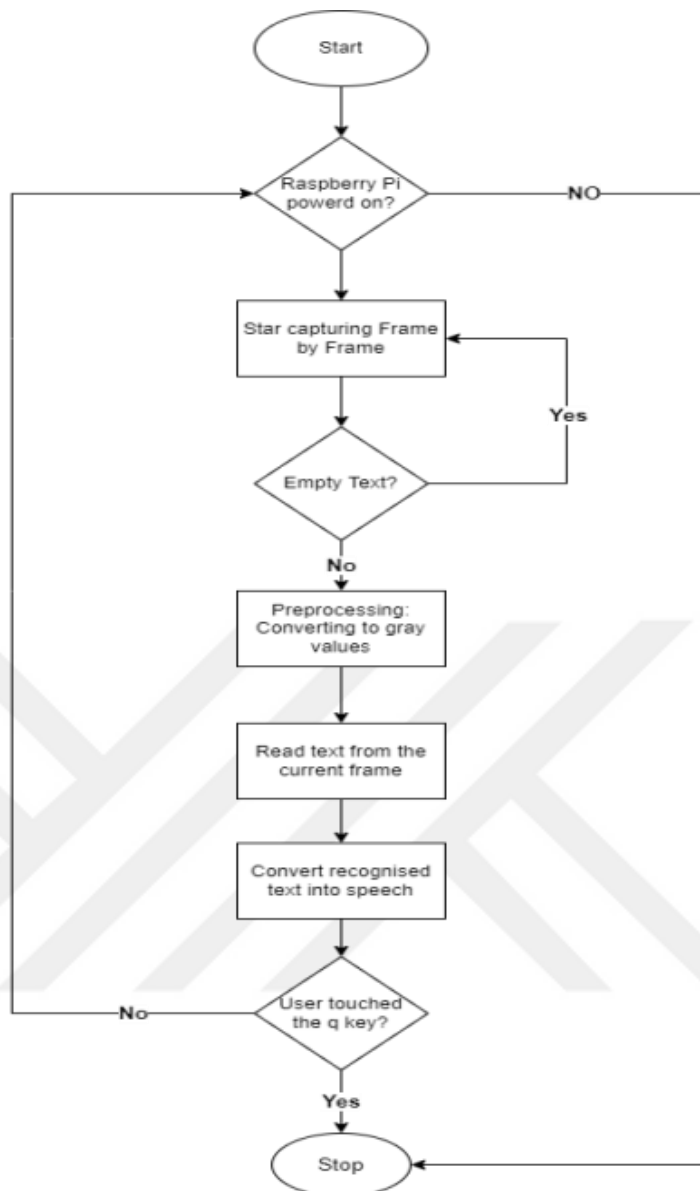 Start
Raspberry Pi
powerd on?
NO
Star capturing Frame
by Frame
Yes
Empty Text?
No
Preprocessing:
Converting to gray
values
Read text from the
current frame
Convert recognised
text into speech
User touched
the q key?
No
Yes
Stop